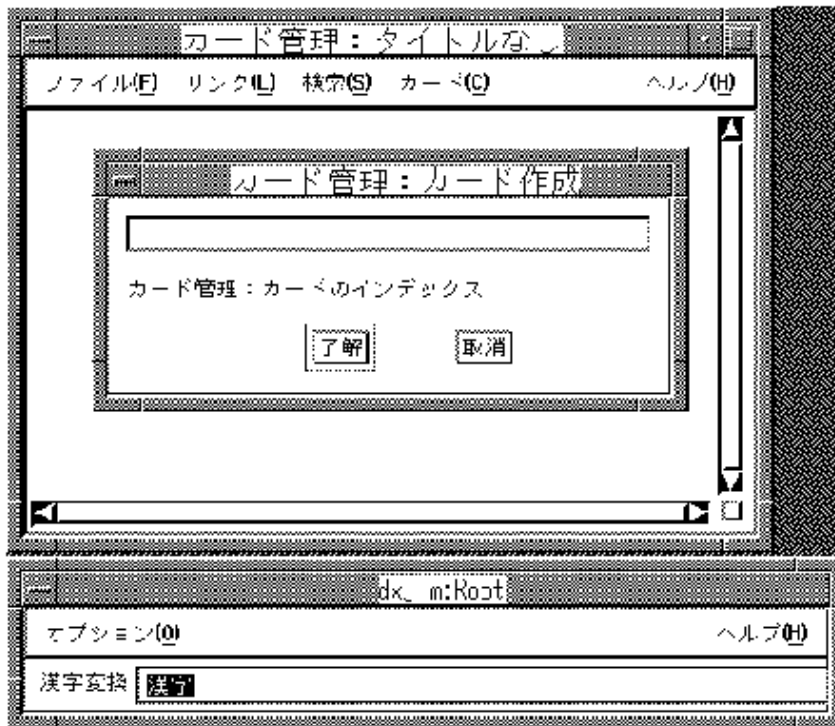 カード管理：タイトルなし
ファイル(F) リンク(L) 検索(S) カード(C) ヘルプ(H)
カード管理：カード作成
カード管理：カードのインデックス
了解 取消
:Root
オプション(O) ヘルプ(H)
漢字変換 漢字